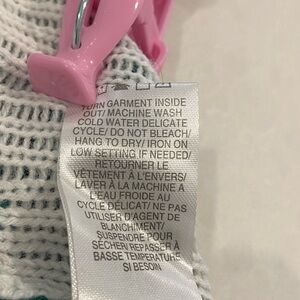 TURN GARMENT INSIDE
OUT/ MACHINE WASH
COLD WATER DELICATE
CYCLE/ DO NOT BLEACH/
HANG TO DRY/ IRON ON
LOW SETTING IF NEEDED/
RETOURNER LE
VÊTEMENT À L'ENVERS/
LAVER À LA MACHINE A
L'EAU FROIDE AU
CYCLE DÉLICAT/ NE PAS
UTILISER D'AGENT DE
BLANCHIMENT/
SUSPENDRE POUR
SÉCHER/ REPASSER À
BASSE TEMPÉRATURE
SI BESOIN